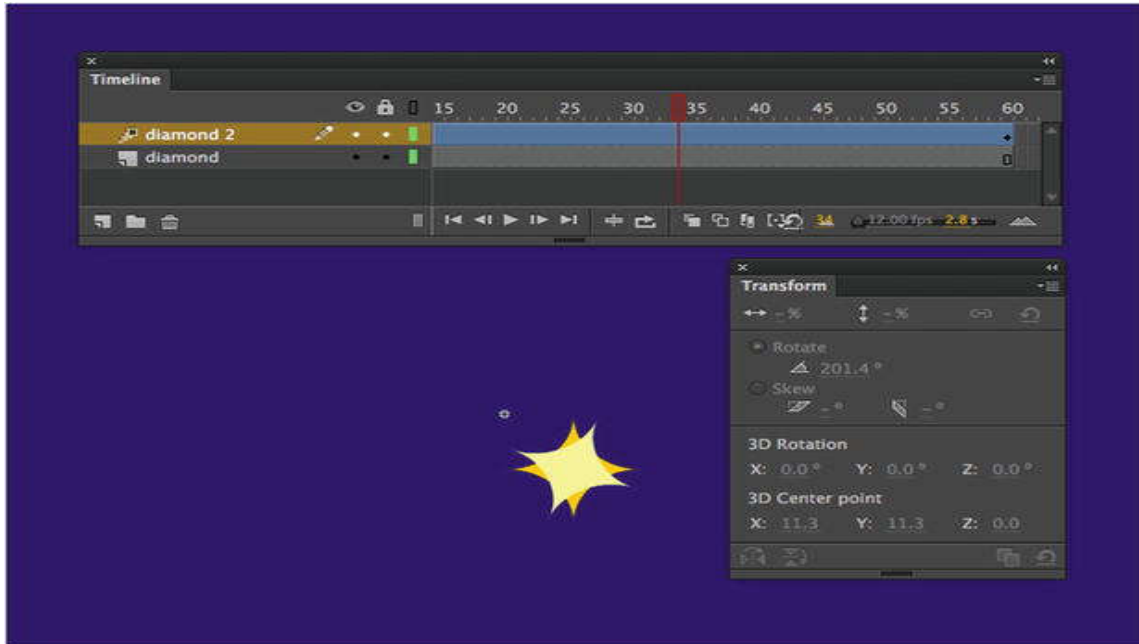 Timeline
15 20 25 30 35 40 45 50 55 60
diamond 2
diamond
34 12.00 fps 2.8 s
Transform
- % - %
Rotate
201.4 °
Skew
- ° - °
3D Rotation
X: 0.0 ° Y: 0.0 ° Z: 0.0 °
3D Center point
X: 11.3 Y: 11.3 Z: 0.0